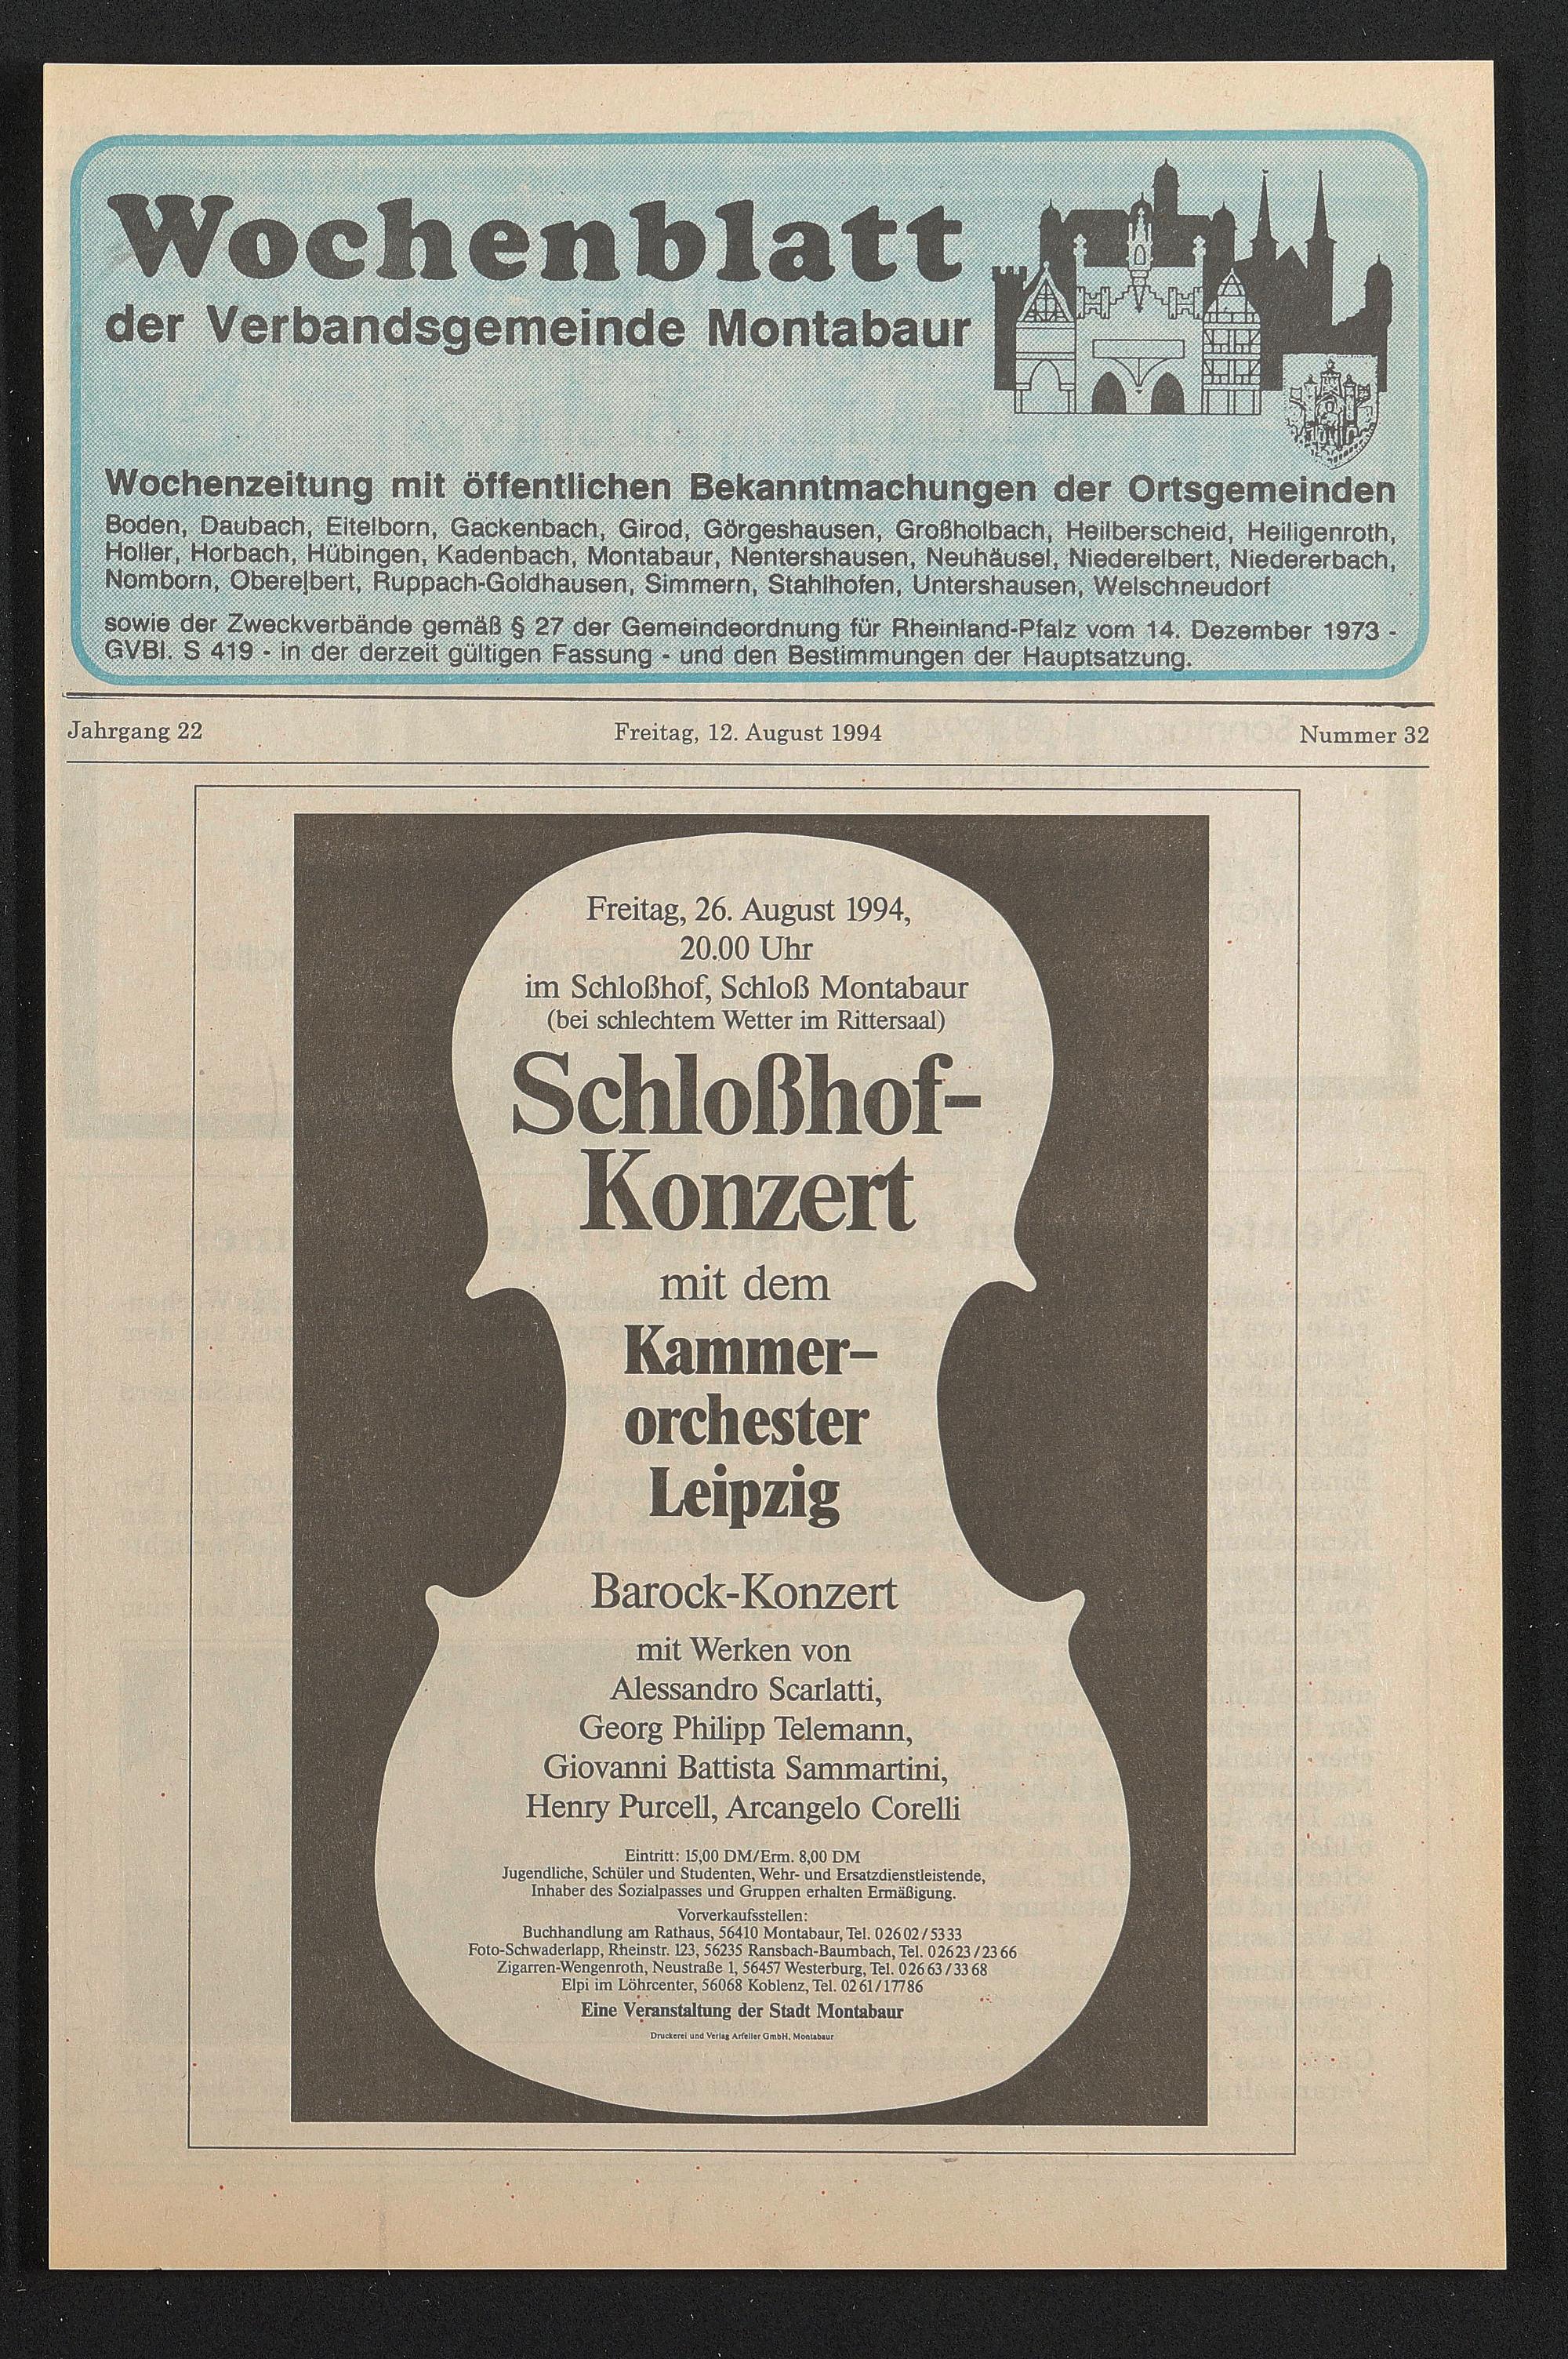 Wochenblatt
der Verbandsgemeinde Montabaur
Wochenzeitung mit öffentlichen Bekanntmachungen der Ortsgemeinden
Boden, Daubach, Eitelborn, Gackenbach, Girod, Görgeshausen, Großholbach, Heilberscheid, Heiligenroth,
Holler, Horbach, Hübingen, Kadenbach, Montabaur, Nentershausen, Neuhäusel, Niederelbert, Niedererbach,
Nomborn, Oberelbert, Ruppach-Goldhausen, Simmern, Stahlhofen, Untershausen, Welschneudorf
sowie der Zweckverbände gemäß § 27 der Gemeindeordnung für Rheinland-Pfalz vom 14. Dezember 1973 -
GVBl. S 419 - in der derzeit gültigen Fassung - und den Bestimmungen der Hauptsatzung.
Jahrgang 22 Freitag, 12. August 1994 Nummer 32
Freitag, 26. August 1994,
20.00 Uhr
im Schloßhof, Schloß Montabaur
(bei schlechtem Wetter im Rittersaal)
Schloßhof-
Konzert
mit dem
Kammer-
orchester
Leipzig
Barock-Konzert
mit Werken von
Alessandro Scarlatti,
Georg Philipp Telemann,
Giovanni Battista Sammartini,
Henry Purcell, Arcangelo Corelli
Eintritt: 15,00 DM/Erm. 8,00 DM
Jugendliche, Schüler und Studenten, Wehr- und Ersatzdienstleistende,
Inhaber des Sozialpasses und Gruppen erhalten Ermäßigung.
Vorverkaufsstellen:
Buchhandlung am Rathaus, 56410 Montabaur, Tel. 02602/5333
Foto-Schwaderlapp, Rheinstr. 123, 56235 Ransbach-Baumbach, Tel. 02623/2366
Zigarren-Wengenroth, Neustraße 1, 56457 Westerburg, Tel. 02663/3368
Elpi im Löhrcenter, 56068 Koblenz, Tel. 0261/17786
Eine Veranstaltung der Stadt Montabaur
Druckerei und Verlag Arfeller GmbH, Montabaur